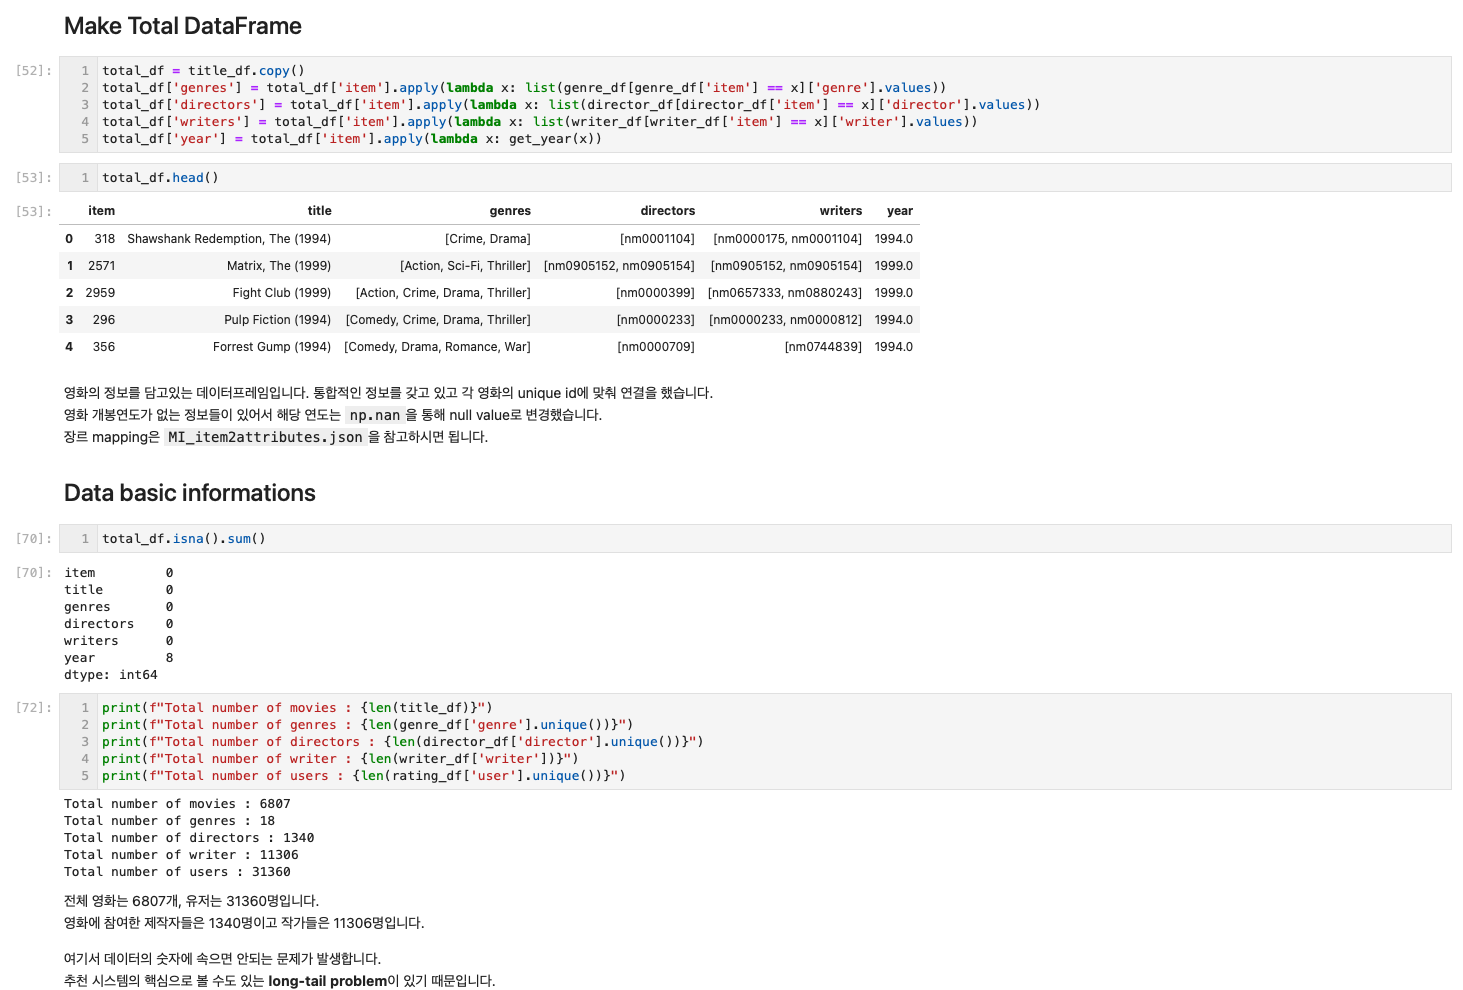 Make Total DataFrame
[52]:
1 total_df = title_df.copy()
2 total_df['genres'] = total_df['item'].apply(lambda x: list(genre_df[genre_df['item'] == x]['genre'].values))
3 total_df['directors'] = total_df['item'].apply(lambda x: list(director_df[director_df['item'] == x]['director'].values))
4 total_df['writers'] = total_df['item'].apply(lambda x: list(writer_df[writer_df['item'] == x]['writer'].values))
5 total_df['year'] = total_df['item'].apply(lambda x: get_year(x))
[53]:
1 total_df.head()
[53]:
item title genres directors writers year
0 318 Shawshank Redemption, The (1994) [Crime, Drama] [nm0001104] [nm0000175, nm0001104] 1994.0
1 2571 Matrix, The (1999) [Action, Sci-Fi, Thriller] [nm0905152, nm0905154] [nm0905152, nm0905154] 1999.0
2 2959 Fight Club (1999) [Action, Crime, Drama, Thriller] [nm0000399] [nm0657333, nm0880243] 1999.0
3 296 Pulp Fiction (1994) [Comedy, Crime, Drama, Thriller] [nm0000233] [nm0000233, nm0000812] 1994.0
4 356 Forrest Gump (1994) [Comedy, Drama, Romance, War] [nm0000709] [nm0744839] 1994.0
영화의 정보를 담고있는 데이터프레임입니다. 통합적인 정보를 갖고 있고 각 영화의 unique id에 맞춰 연결을 했습니다.
영화 개봉연도가 없는 정보들이 있어서 해당 연도는 np.nan 을 통해 null value로 변경했습니다.
장르 mapping은 MI_item2attributes.json 을 참고하시면 됩니다.
Data basic informations
[70]:
1 total_df.isna().sum()
[70]:
item 0
title 0
genres 0
directors 0
writers 0
year 8
dtype: int64
[72]:
1 print(f"Total number of movies : {len(title_df)}")
2 print(f"Total number of genres : {len(genre_df['genre'].unique())}")
3 print(f"Total number of directors : {len(director_df['director'].unique())}")
4 print(f"Total number of writer : {len(writer_df['writer'])}")
5 print(f"Total number of users : {len(rating_df['user'].unique())}")
Total number of movies : 6807
Total number of genres : 18
Total number of directors : 1340
Total number of writer : 11306
Total number of users : 31360
전체 영화는 6807개, 유저는 31360명입니다.
영화에 참여한 제작자들은 1340명이고 작가들은 11306명입니다.
여기서 데이터의 숫자에 속으면 안되는 문제가 발생합니다.
추천 시스템의 핵심으로 볼 수도 있는 long-tail problem이 있기 때문입니다.